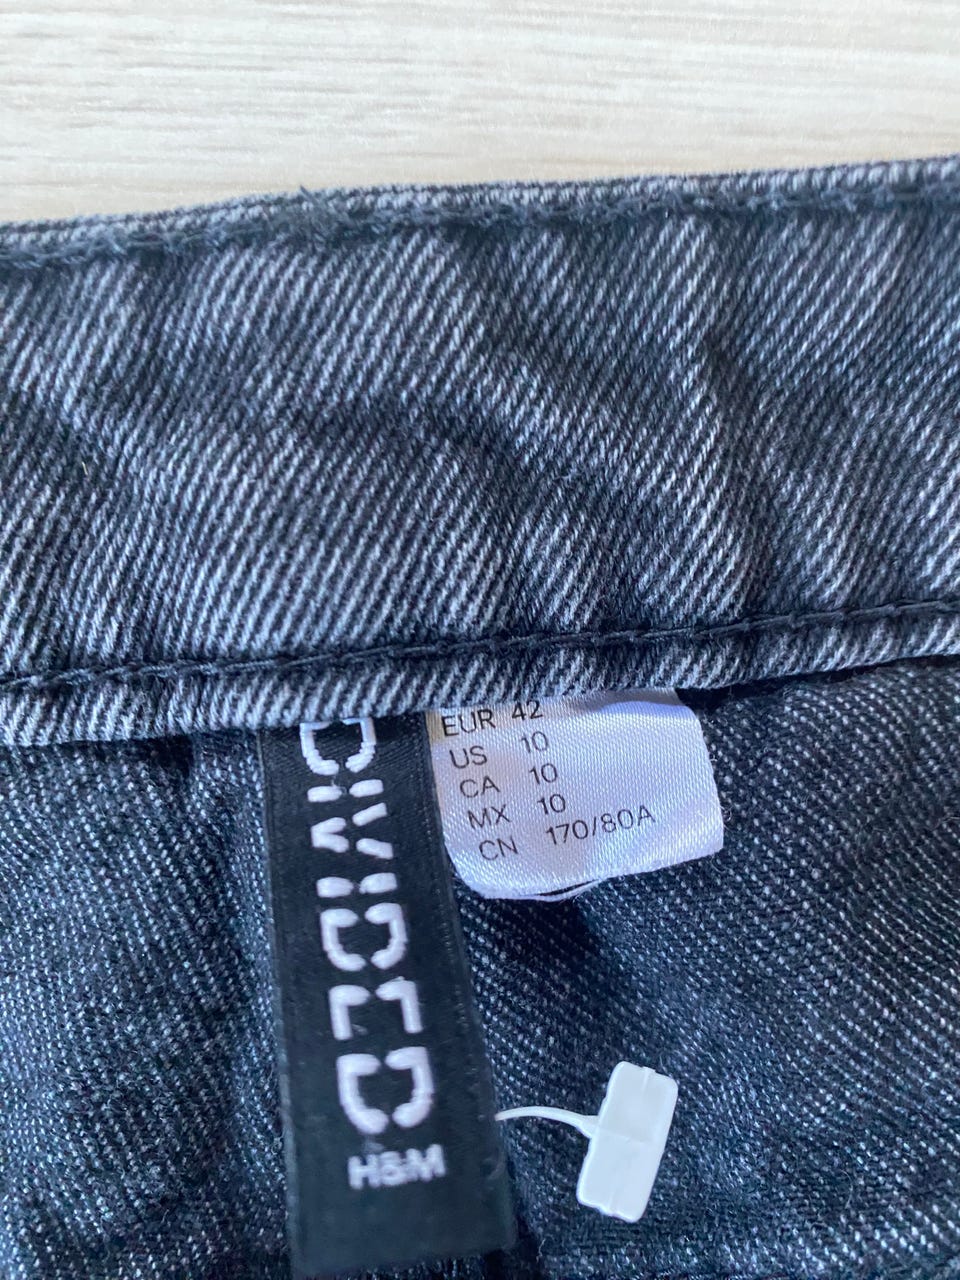 DIVIDED
H&M
EUR 42
US 10
CA 10
MX 10
CN 170/80A